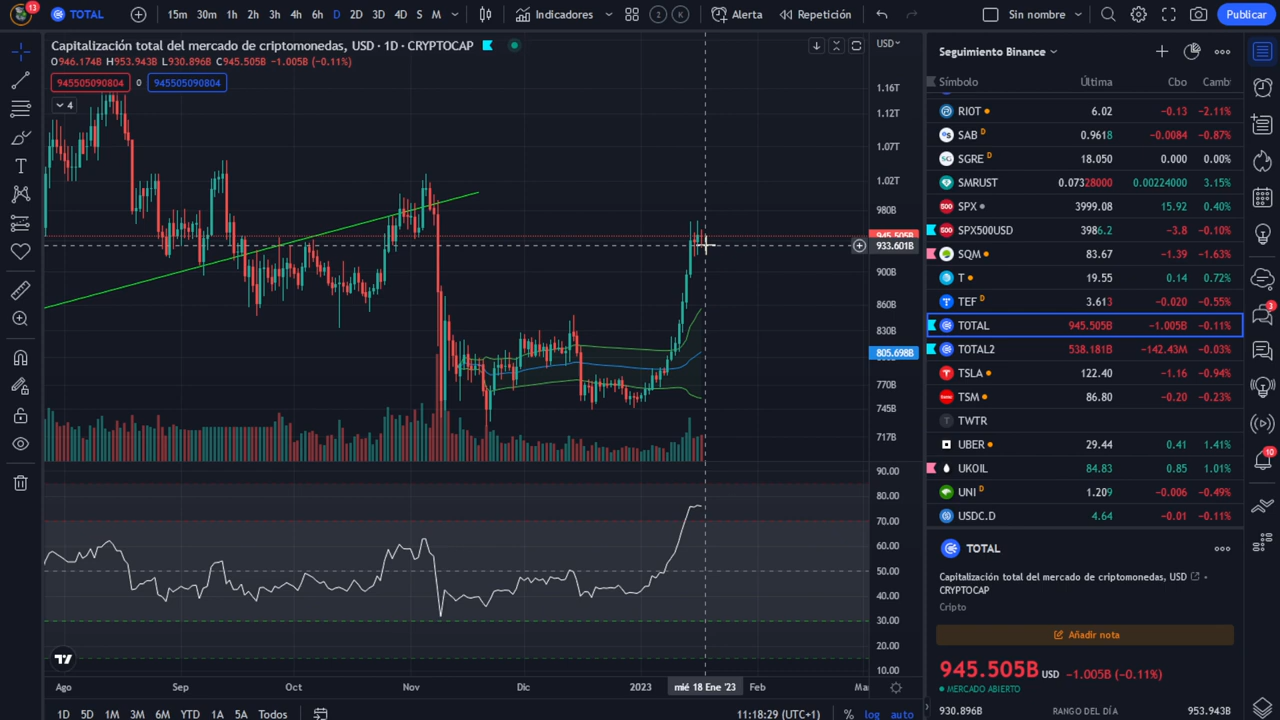 13
TOTAL
15m 30m 1h 2h 3h 4h 6h D 2D 3D 4D S M
Indicadores
2 K
Alerta
Repetición
Sin nombre
Publicar
Capitalización total del mercado de criptomonedas, USD · 1D · CRYPTOCAP
O946.174B H953.943B L930.896B C945.505B −1.005B (−0.11%)
945505090804 0 945505090804
4
USD
1.16T
1.12T
1.07T
1.02T
980B
945.505B
933.601B
900B
860B
830B
805.698B
770B
745B
717B
90.00
80.00
70.00
60.00
50.00
40.00
30.00
20.00
10.00
Ago Sep Oct Nov Dic 2023 mié 18 Ene '23 Feb
1D 5D 1M 3M 6M YTD 1A 5A Todos
11:18:29 (UTC+1)
% log auto
Seguimiento Binance
Símbolo Última Cbo Camb
RIOT 6.02 −0.13 −2.11%
SAB D 0.9618 −0.0084 −0.87%
SGRE D 18.050 0.000 0.00%
SMRUST 0.07328000 0.00224000 3.15%
SPX 3999.08 15.92 0.40%
SPX500USD 3986.2 −3.8 −0.10%
SQM 83.67 −1.39 −1.63%
T 19.55 0.14 0.72%
TEF D 3.613 −0.020 −0.55%
TOTAL 945.505B −1.005B −0.11%
TOTAL2 538.181B −142.43M −0.03%
TSLA 122.40 −1.16 −0.94%
TSM 86.80 −0.20 −0.23%
TWTR
UBER 29.44 0.41 1.41%
UKOIL 84.83 0.85 1.01%
UNI D 1.209 −0.006 −0.49%
USDC.D 4.64 −0.01 −0.11%
TOTAL
Capitalización total del mercado de criptomonedas, USD
CRYPTOCAP
Cripto
Añadir nota
945.505B USD −1.005B (−0.11%)
MERCADO ABIERTO
930.896B RANGO DEL DÍA 953.943B
3
10